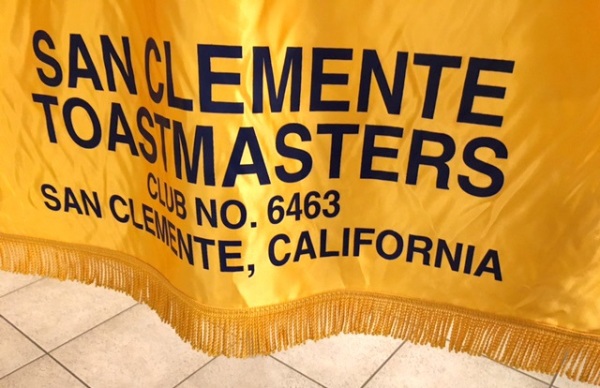 SAN CLEMENTE
TOASTMASTERS
CLUB NO. 6463
SAN CLEMENTE, CALIFORNIA